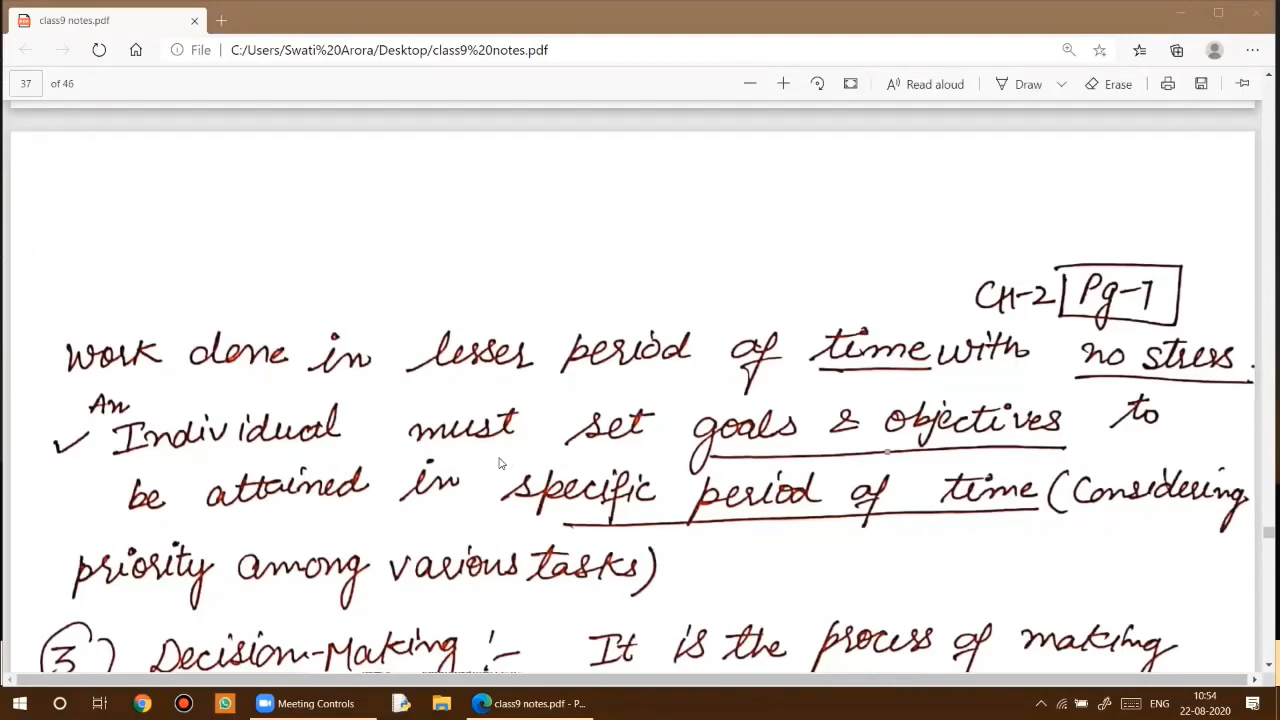 class9 notes.pdf
File C:/Users/Swati%20Arora/Desktop/class9%20notes.pdf
37 of 46 Read aloud Draw Erase
CH-2 Pg-7
work done in lesser period of time with no stress.
An
✓ Individual must set goals & objectives to
be attained in specific period of time (Considering
priority among various tasks)
3) Decision-Making :- It is the process of making
Meeting Controls class9 notes.pdf - P... ENG 10:54
22-08-2020